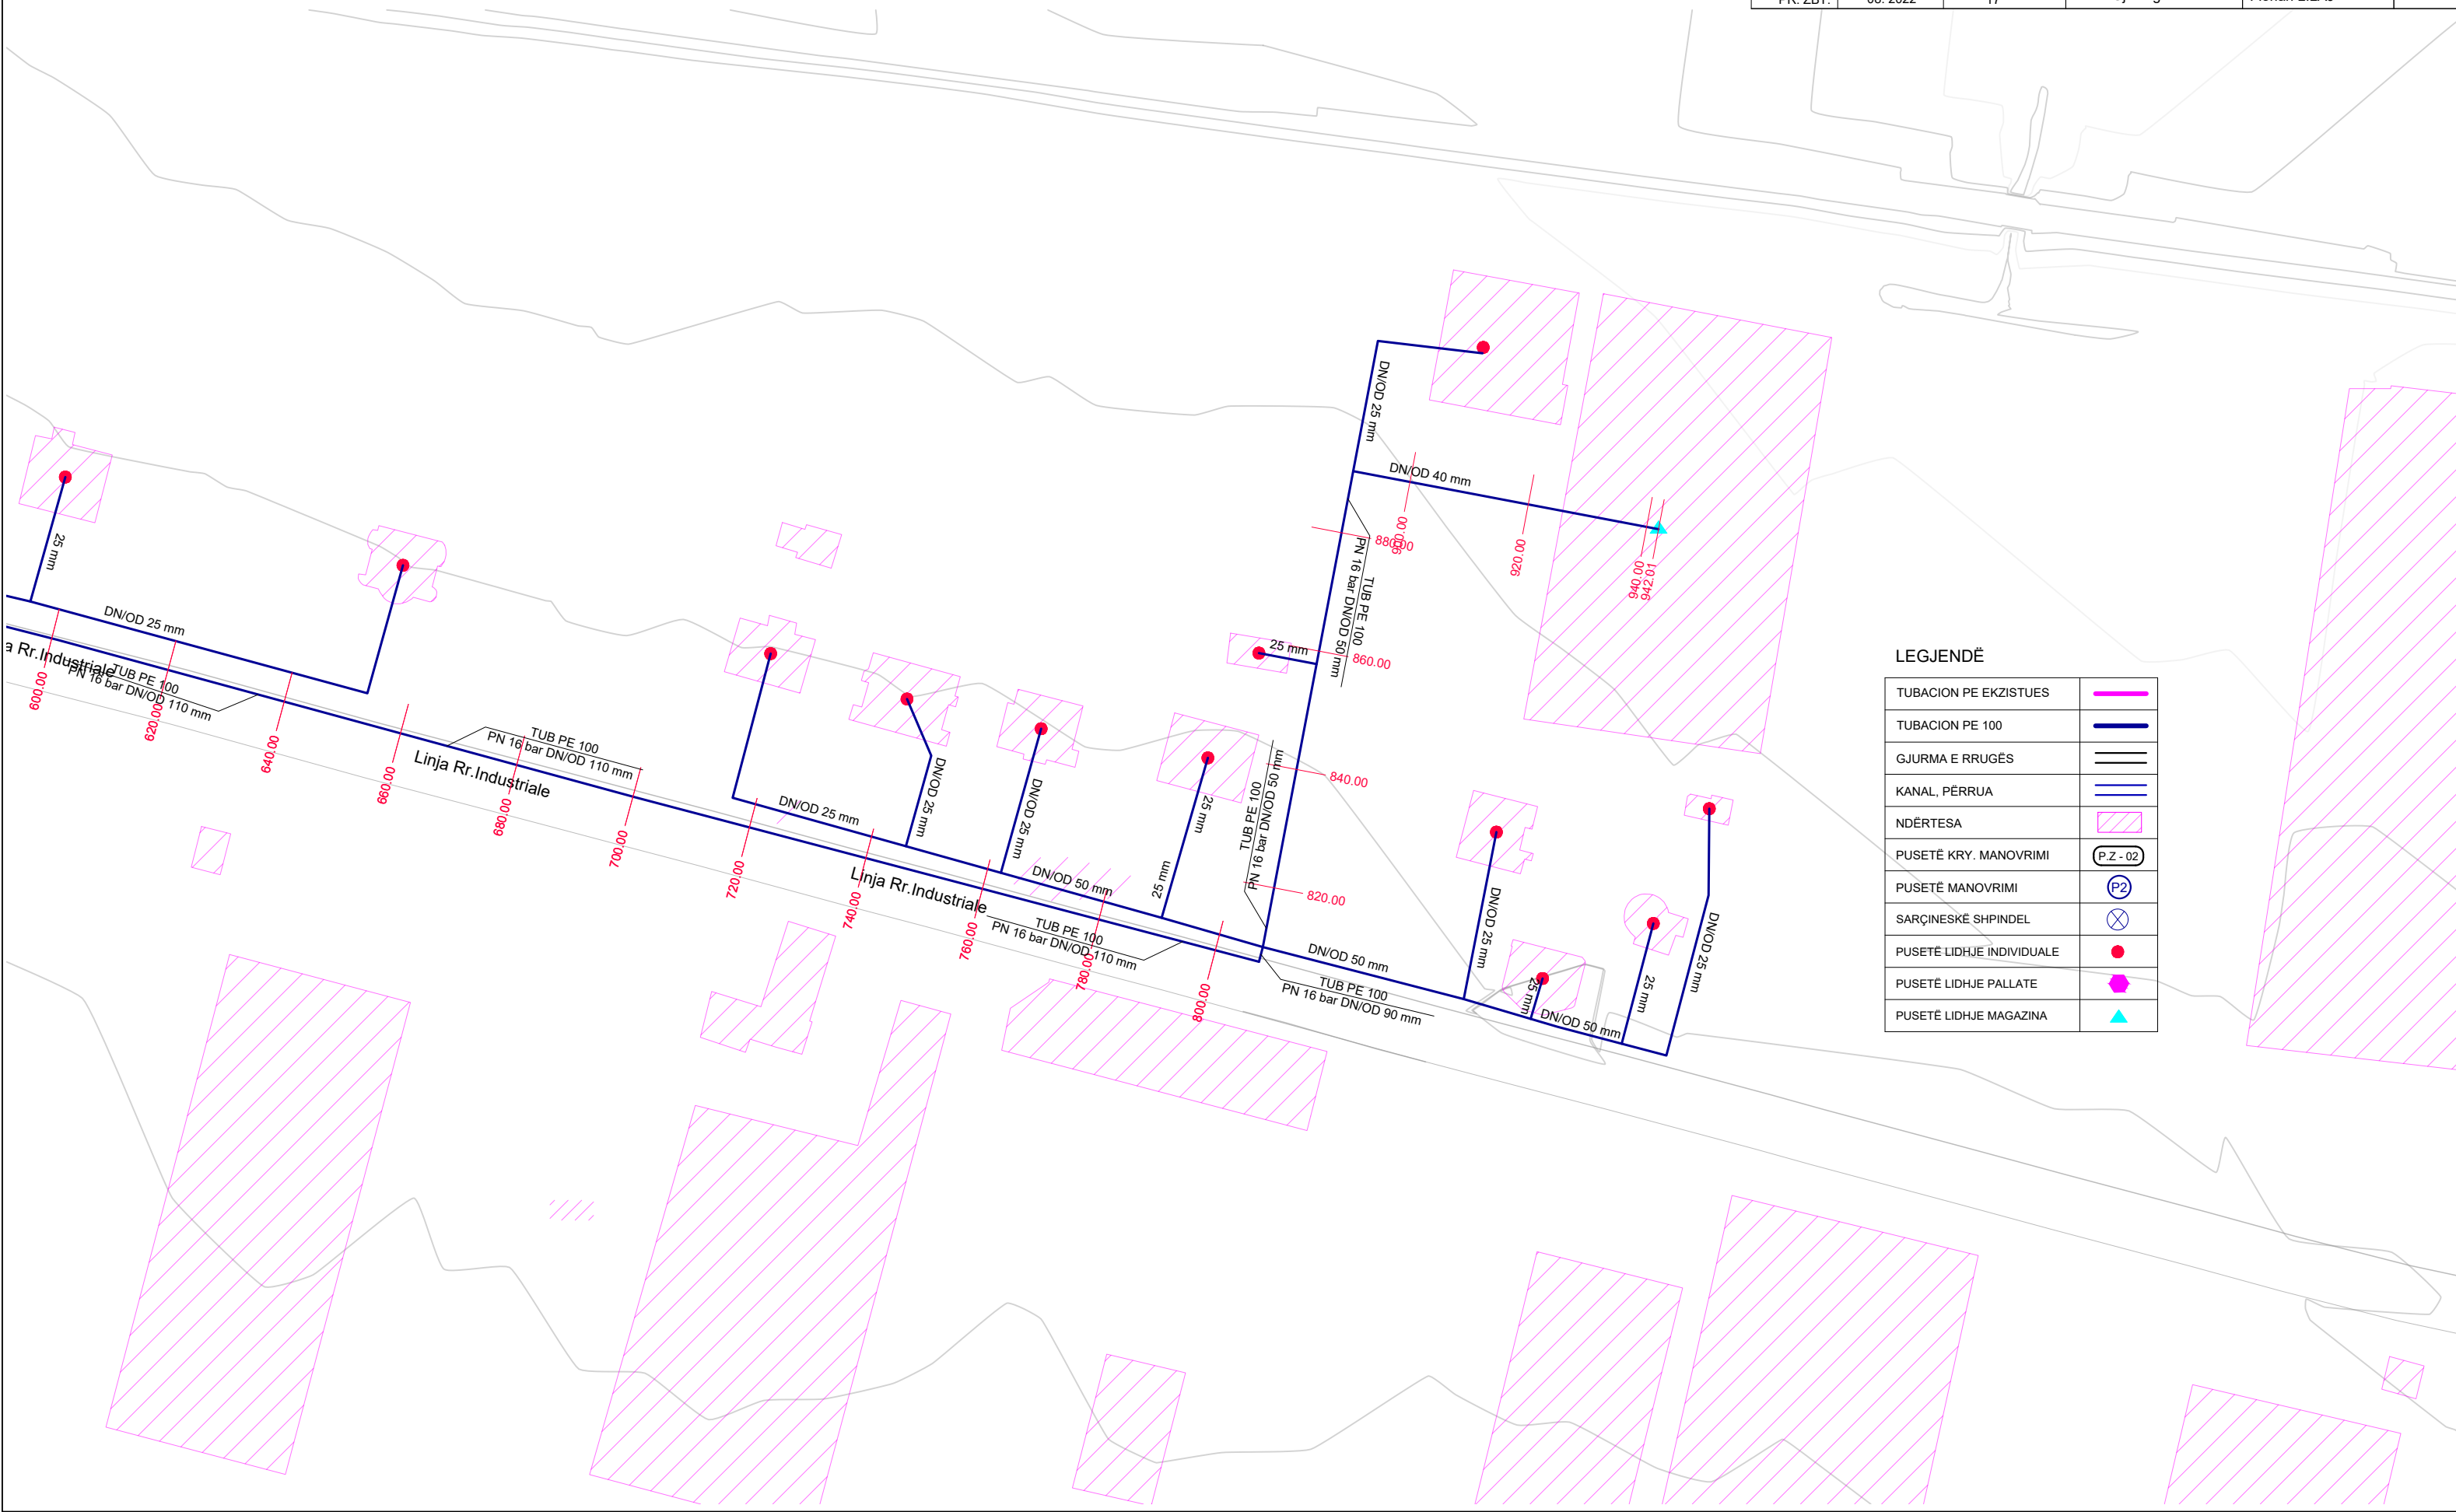 08. 2022
17
DN/OD 25 mm
DN/OD 40 mm
900.00
880.00
920.00
940.00
942.01
TUB PE 100
PN 16 bar DN/OD 50 mm
25 mm
860.00
25 mm
DN/OD 25 mm
a Rr.Industriale
TUB PE 100
PN 16 bar DN/OD 110 mm
600.00
620.00
640.00
660.00
TUB PE 100
PN 16 bar DN/OD 110 mm
Linja Rr.Industriale
680.00
700.00
720.00
DN/OD 25 mm
740.00
DN/OD 25 mm
DN/OD 25 mm
Linja Rr.Industriale
760.00
DN/OD 50 mm
780.00
25 mm
25 mm
TUB PE 100
PN 16 bar DN/OD 110 mm
800.00
TUB PE 100
PN 16 bar DN/OD 50 mm
840.00
820.00
DN/OD 50 mm
TUB PE 100
PN 16 bar DN/OD 90 mm
DN/OD 25 mm
25 mm
DN/OD 50 mm
25 mm
DN/OD 25 mm
LEGJENDË
TUBACION PE EKZISTUES
TUBACION PE 100
GJURMA E RRUGËS
KANAL, PËRRUA
NDËRTESA
PUSETË KRY. MANOVRIMI P.Z - 02
PUSETË MANOVRIMI P2
SARÇINESKË SHPINDEL
PUSETË LIDHJE INDIVIDUALE
PUSETË LIDHJE PALLATE
PUSETË LIDHJE MAGAZINA